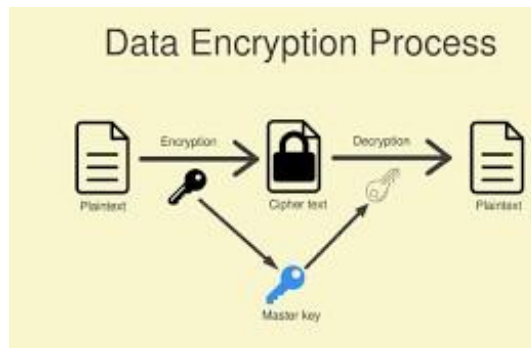 Data Encryption Process
Encryption
Decryption
Plaintext
Cipher text
Plaintext
Master key